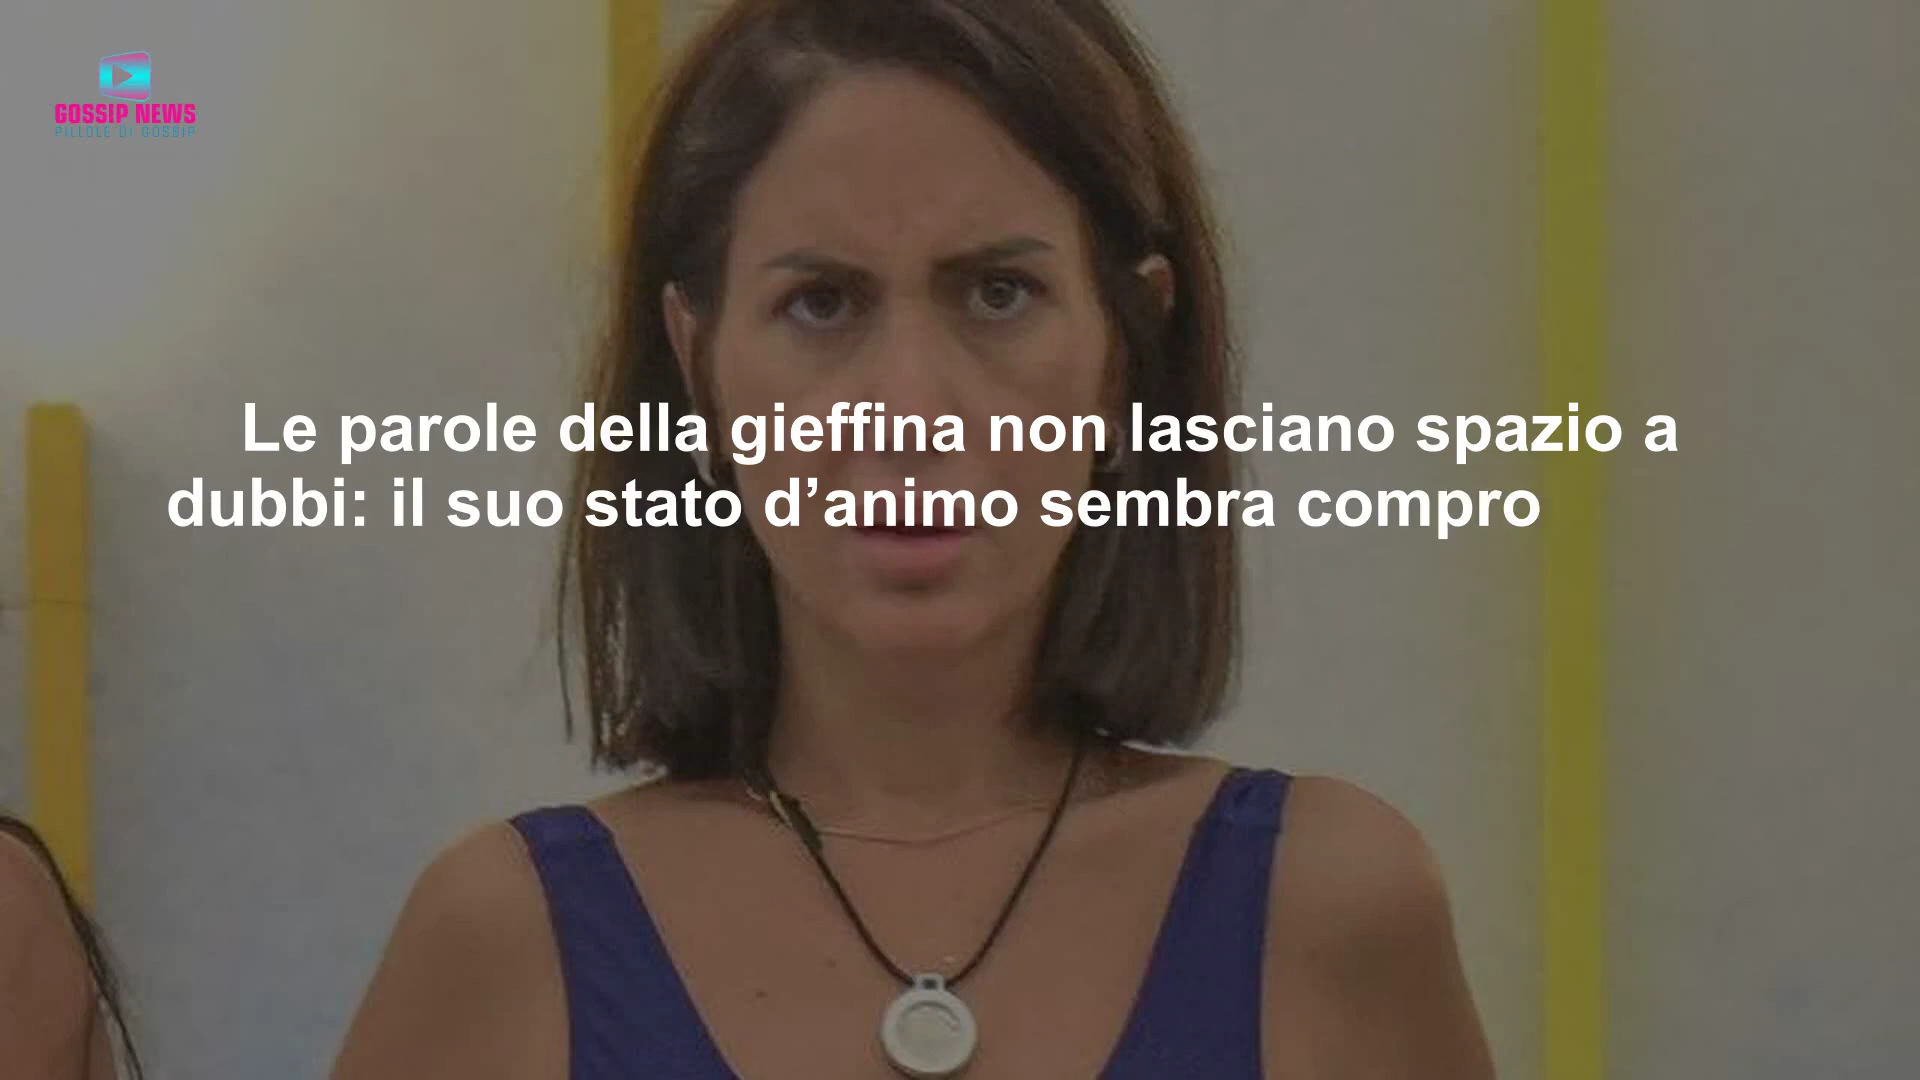 GOSSIP NEWS
PILLOLE DI GOSSIP
Le parole della gieffina non lasciano spazio a
dubbi: il suo stato d’animo sembra compro